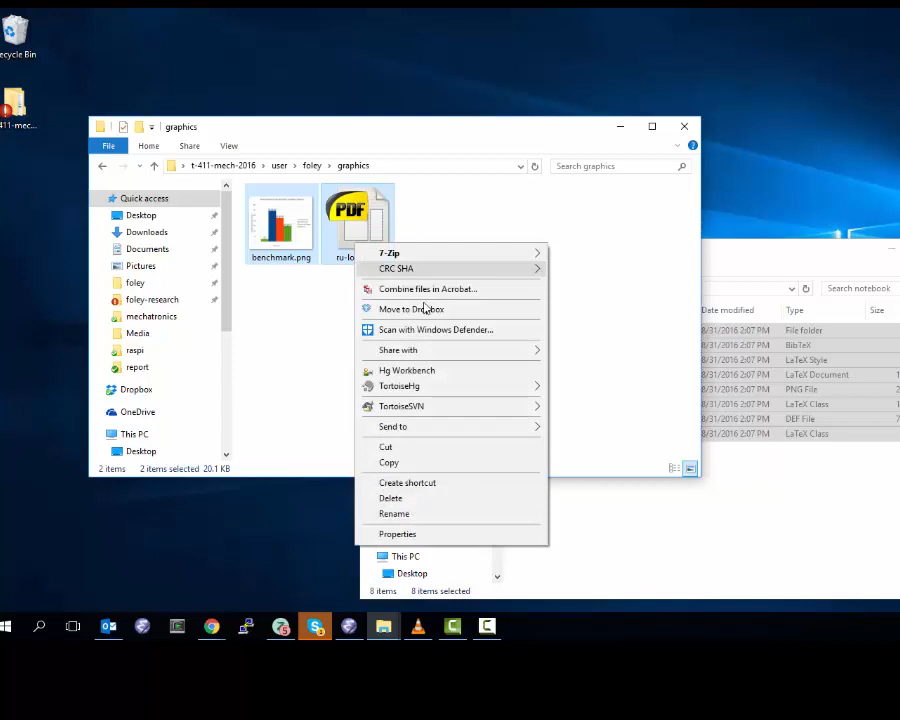 ecycle Bin
411-mec...
graphics
File
Home
Share
View
t-411-mech-2016
user
foley
graphics
Search graphics
Quick access
Desktop
Downloads
Documents
Pictures
foley
foley-research
mechatronics
Media
raspi
report
Dropbox
OneDrive
This PC
Desktop
PDF
benchmark.png
ru-lo
2 items
2 items selected 20.1 KB
7-Zip
CRC SHA
Combine files in Acrobat...
Move to Dropbox
Scan with Windows Defender...
Share with
Hg Workbench
TortoiseHg
TortoiseSVN
Send to
Cut
Copy
Create shortcut
Delete
Rename
Properties
Search notebook
Date modified
Type
Size
8/31/2016 2:07 PM
File folder
8/31/2016 2:07 PM
BibTeX
8/31/2016 2:07 PM
LaTeX Style
8/31/2016 2:07 PM
LaTeX Document
1
8/31/2016 2:07 PM
PNG File
8/31/2016 2:07 PM
LaTeX Class
1
8/31/2016 2:07 PM
DEF File
8/31/2016 2:07 PM
LaTeX Class
This PC
Desktop
8 items
8 items selected